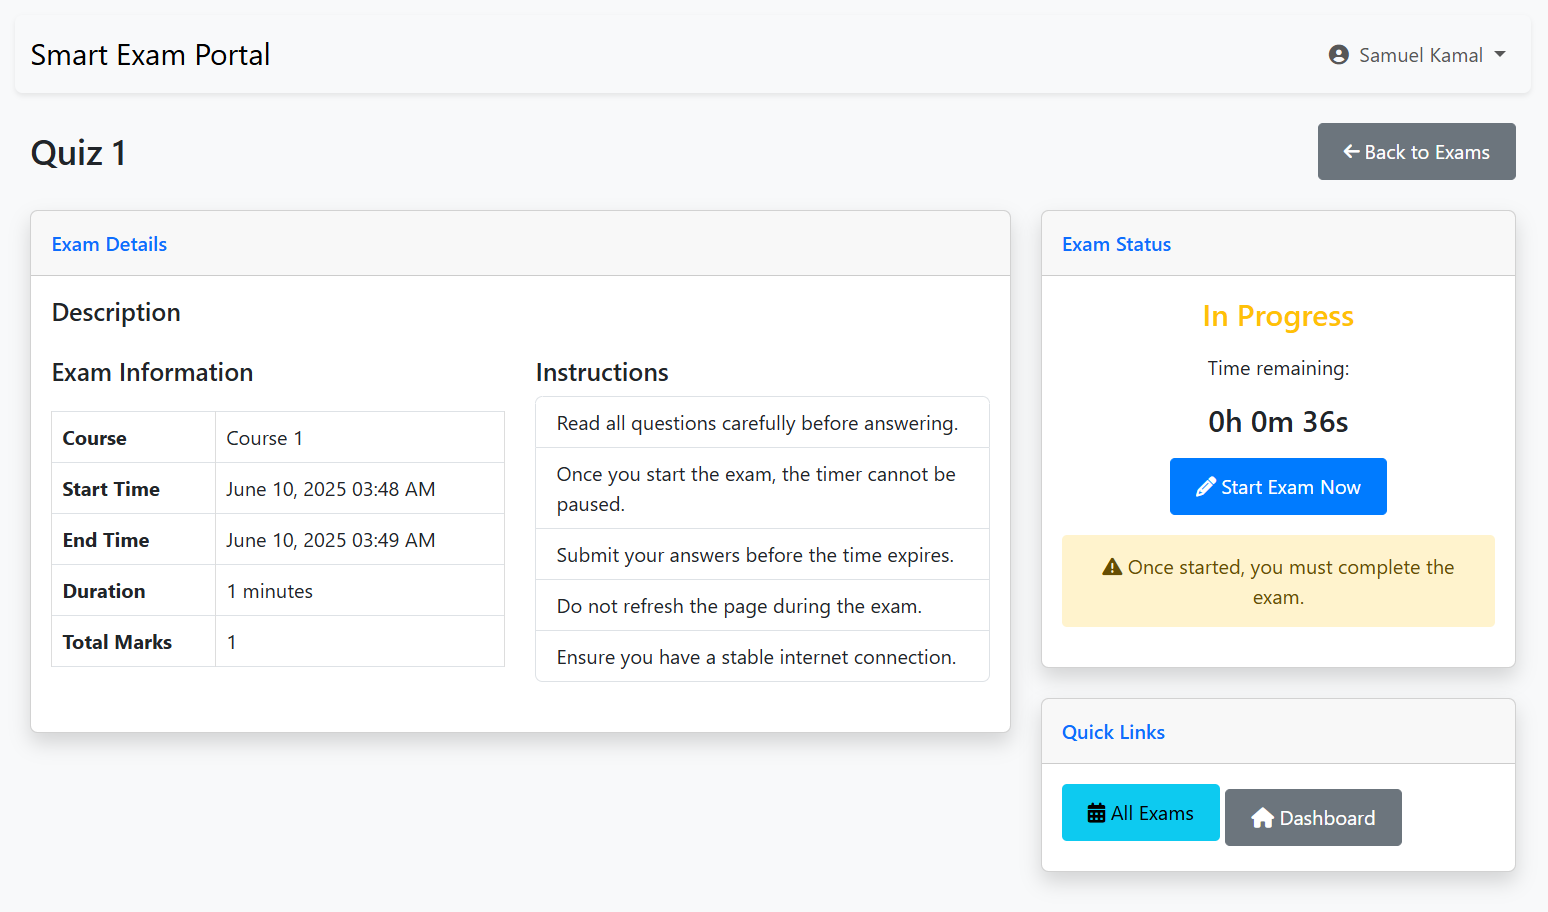 Smart Exam Portal
Samuel Kamal
Quiz 1
Back to Exams
Exam Details
Description
Exam Information
Course Course 1
Start Time June 10, 2025 03:48 AM
End Time June 10, 2025 03:49 AM
Duration 1 minutes
Total Marks 1
Instructions
Read all questions carefully before answering.
Once you start the exam, the timer cannot be
paused.
Submit your answers before the time expires.
Do not refresh the page during the exam.
Ensure you have a stable internet connection.
Exam Status
In Progress
Time remaining:
0h 0m 36s
Start Exam Now
Once started, you must complete the
exam.
Quick Links
All Exams
Dashboard